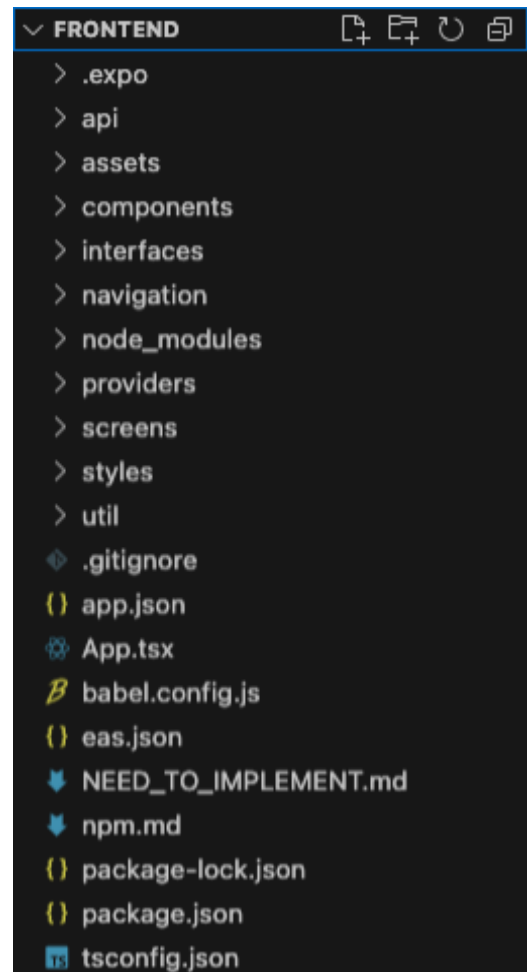 FRONTEND
.expo
api
assets
components
interfaces
navigation
node_modules
providers
screens
styles
util
.gitignore
{} app.json
App.tsx
B babel.config.js
{} eas.json
NEED_TO_IMPLEMENT.md
npm.md
{} package-lock.json
{} package.json
TS tsconfig.json